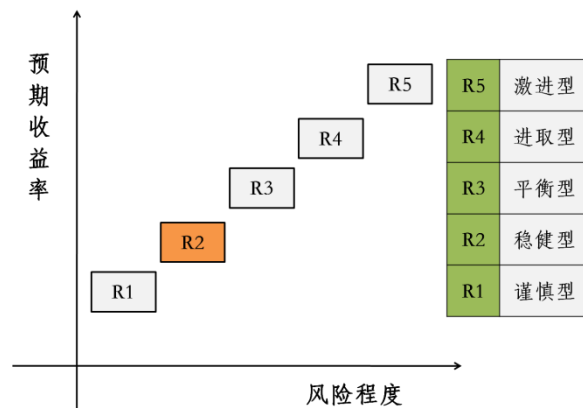 预期收益率
R5
R4
R3
R2
R1
风险程度
R5 激进型
R4 进取型
R3 平衡型
R2 稳健型
R1 谨慎型